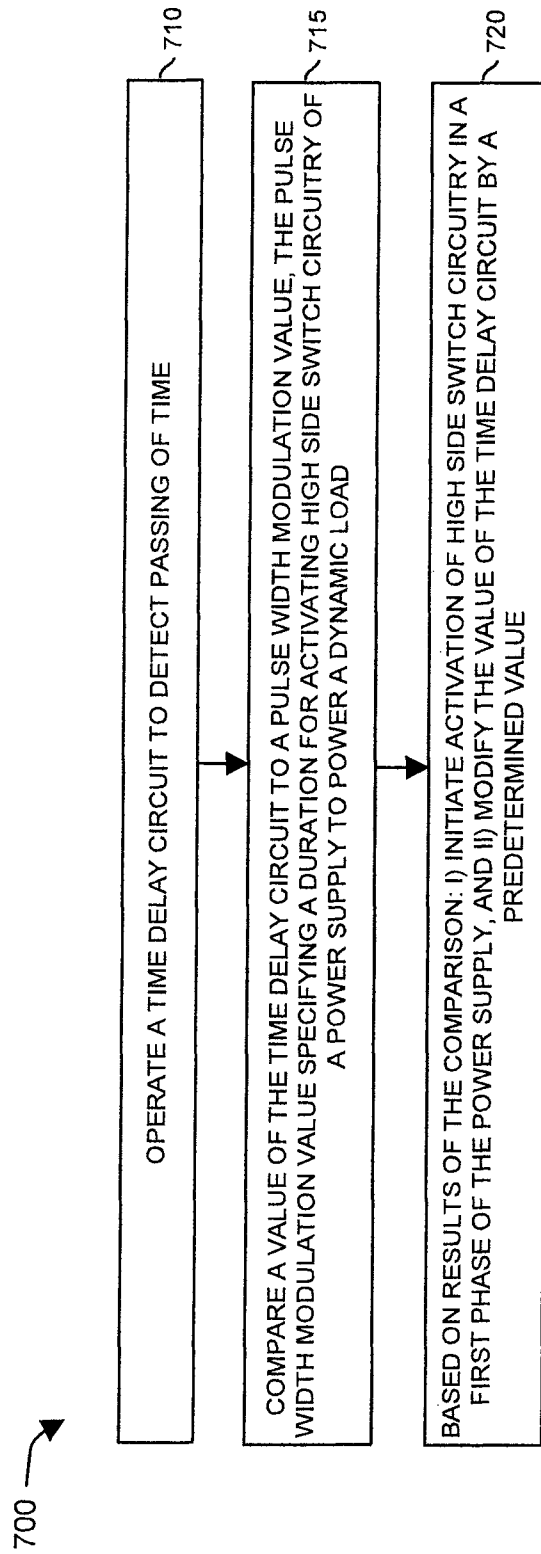 700
OPERATE A TIME DELAY CIRCUIT TO DETECT PASSING OF TIME
710
COMPARE A VALUE OF THE TIME DELAY CIRCUIT TO A PULSE WIDTH MODULATION VALUE, THE PULSE
WIDTH MODULATION VALUE SPECIFYING A DURATION FOR ACTIVATING HIGH SIDE SWITCH CIRCUITRY OF
A POWER SUPPLY TO POWER A DYNAMIC LOAD
715
BASED ON RESULTS OF THE COMPARISON: I) INITIATE ACTIVATION OF HIGH SIDE SWITCH CIRCUITRY IN A
FIRST PHASE OF THE POWER SUPPLY, AND II) MODIFY THE VALUE OF THE TIME DELAY CIRCUIT BY A
PREDETERMINED VALUE
720